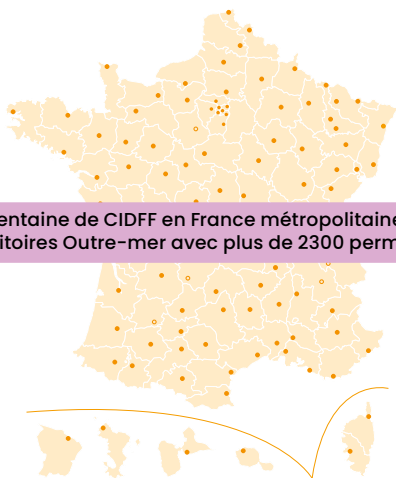 entaine de CIDFF en France métropolitaine
itoires Outre-mer avec plus de 2300 perm